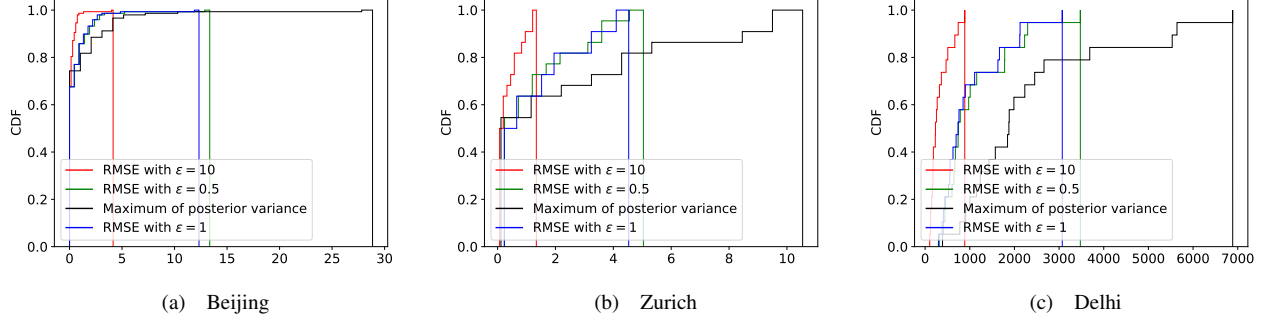 1.0
0.8
0.6
0.4
0.2
0.0
CDF
RMSE with ε = 10
RMSE with ε = 0.5
Maximum of posterior variance
RMSE with ε = 1
0 5 10 15 20 25 30
(a) Beijing
1.0
0.8
0.6
0.4
0.2
0.0
CDF
RMSE with ε = 10
RMSE with ε = 0.5
Maximum of posterior variance
RMSE with ε = 1
0 2 4 6 8 10
(b) Zurich
1.0
0.8
0.6
0.4
0.2
0.0
CDF
RMSE with ε = 10
RMSE with ε = 0.5
Maximum of posterior variance
RMSE with ε = 1
0 1000 2000 3000 4000 5000 6000 7000
(c) Delhi